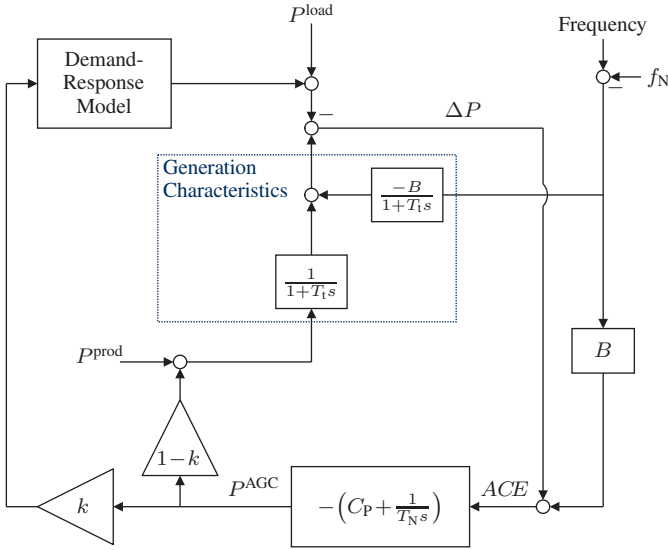 P^load
Frequency
Demand-
Response
Model
−
f_N
−
ΔP
Generation
Characteristics
−B
1+T_t s
1
1+T_t s
P^prod
B
1−k
P^AGC
ACE
k
−(C_P + 1/(T_N s))